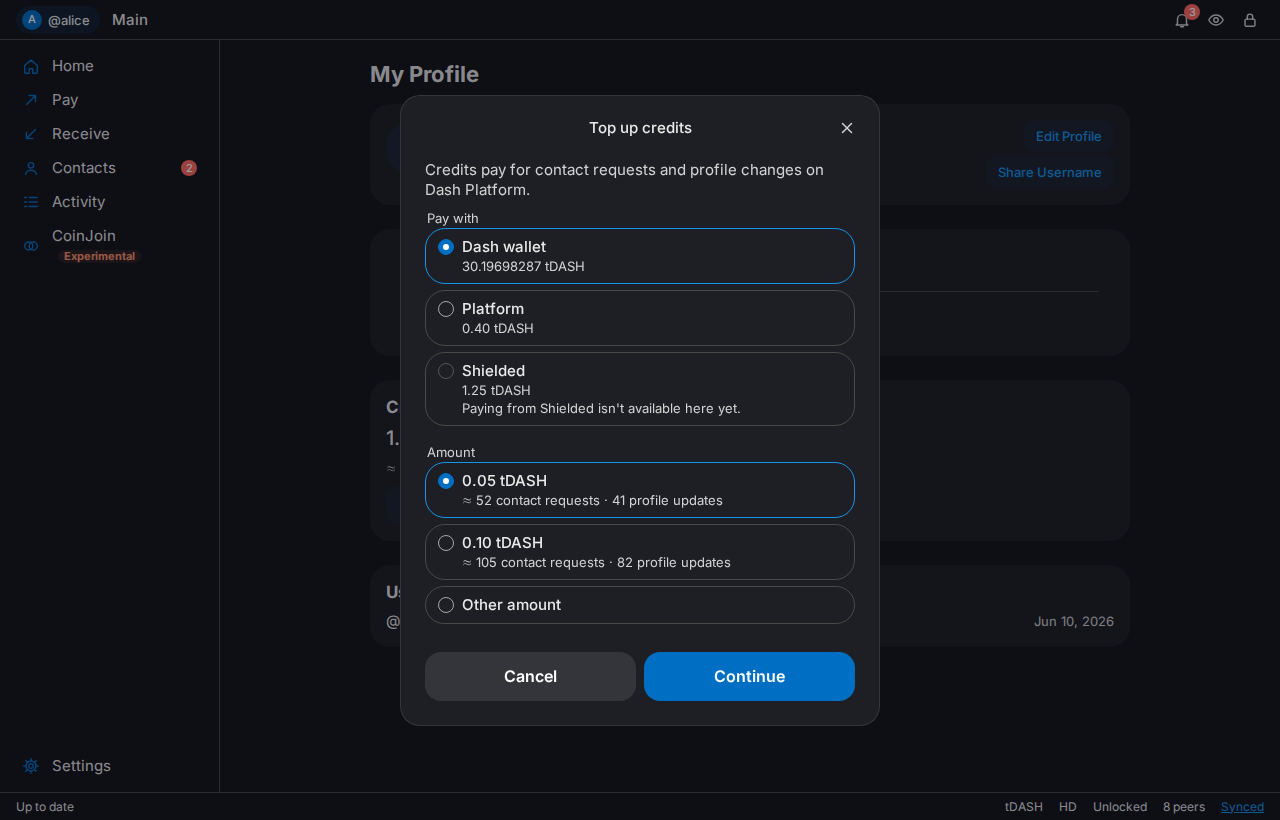 A @alice Main 3
Home
Pay
Receive
Contacts 2
Activity
CoinJoin
Experimental
Settings
My Profile
Edit Profile
Share Username
Top up credits
Credits pay for contact requests and profile changes on
Dash Platform.
Pay with
Dash wallet
30.19698287 tDASH
Platform
0.40 tDASH
Shielded
1.25 tDASH
Paying from Shielded isn't available here yet.
Amount
0.05 tDASH
≈ 52 contact requests · 41 profile updates
0.10 tDASH
≈ 105 contact requests · 82 profile updates
Other amount
Cancel Continue
Jun 10, 2026
Up to date tDASH HD Unlocked 8 peers Synced